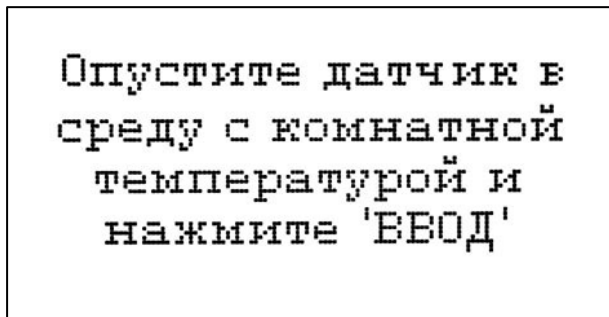 Опустите датчик в
среду с комнатной
температурой и
нажмите 'ВВОД'